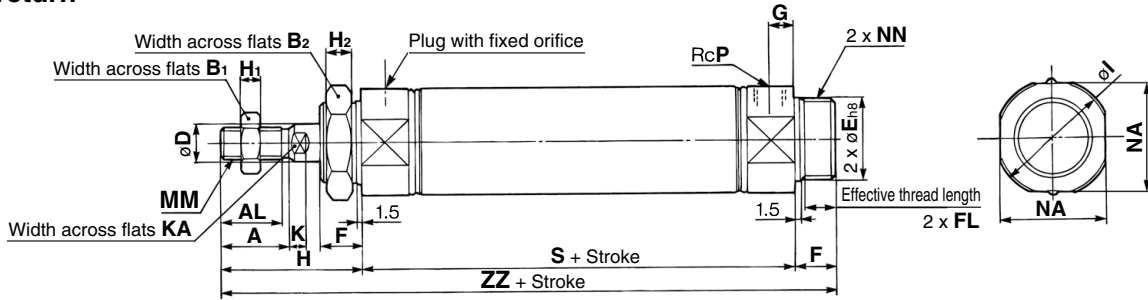 return
G
H2
Width across flats B2
Plug with fixed orifice
2 x NN
Width across flats B1
H1
RcP
øI
øD
2 x øEh8
NA
MM
Effective thread length
AL
1.5
1.5
Width across flats KA
2 x FL
NA
A
K
F
F
H
S + Stroke
ZZ + Stroke